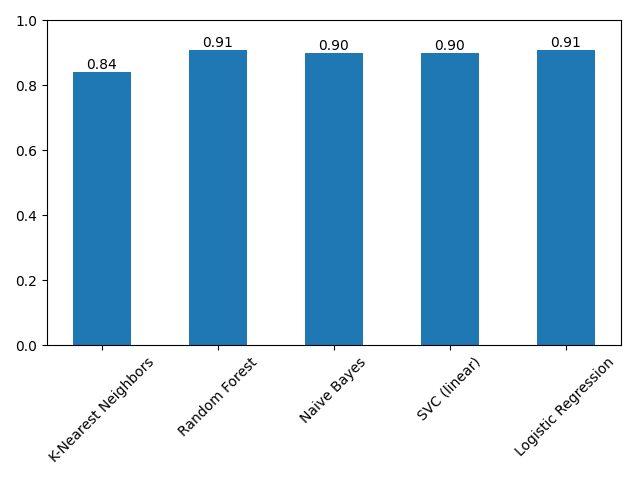 1.0
0.8
0.6
0.4
0.2
0.0
0.84
0.91
0.90
0.90
0.91
K-Nearest Neighbors
Random Forest
Naive Bayes
SVC (linear)
Logistic Regression